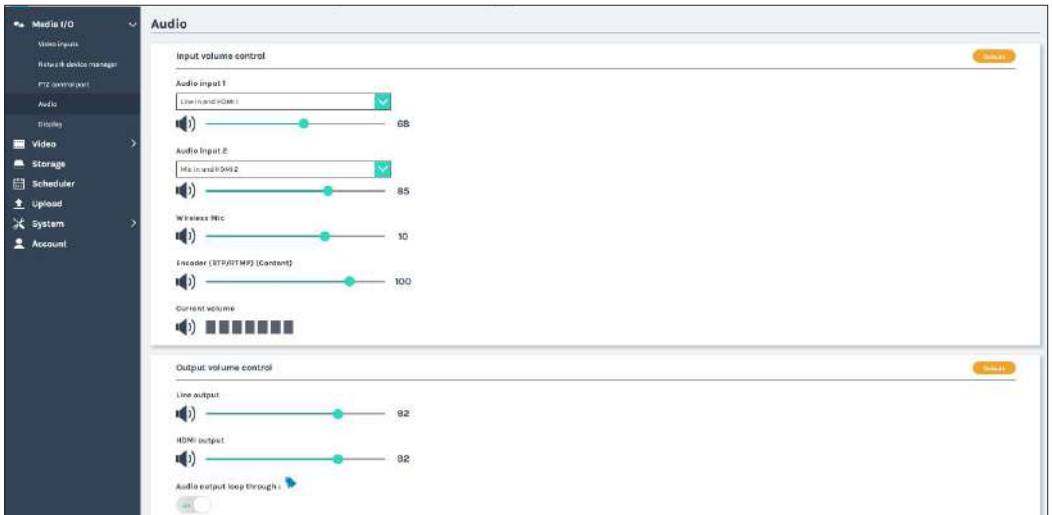 Media I/O
Video inputs
Network device manager
PTZ control port
Audio
Display
Video
Storage
Scheduler
Upload
System
Account
Audio
Input volume control
Default
Audio input 1
Line in and HDMI 1
68
Audio input 2
Mic in and HDMI 2
85
Wireless Mic
10
Encoder (RTP/RTMP) (Content)
100
Current volume
Output volume control
Default
Line output
92
HDMI output
92
Audio output loop through :